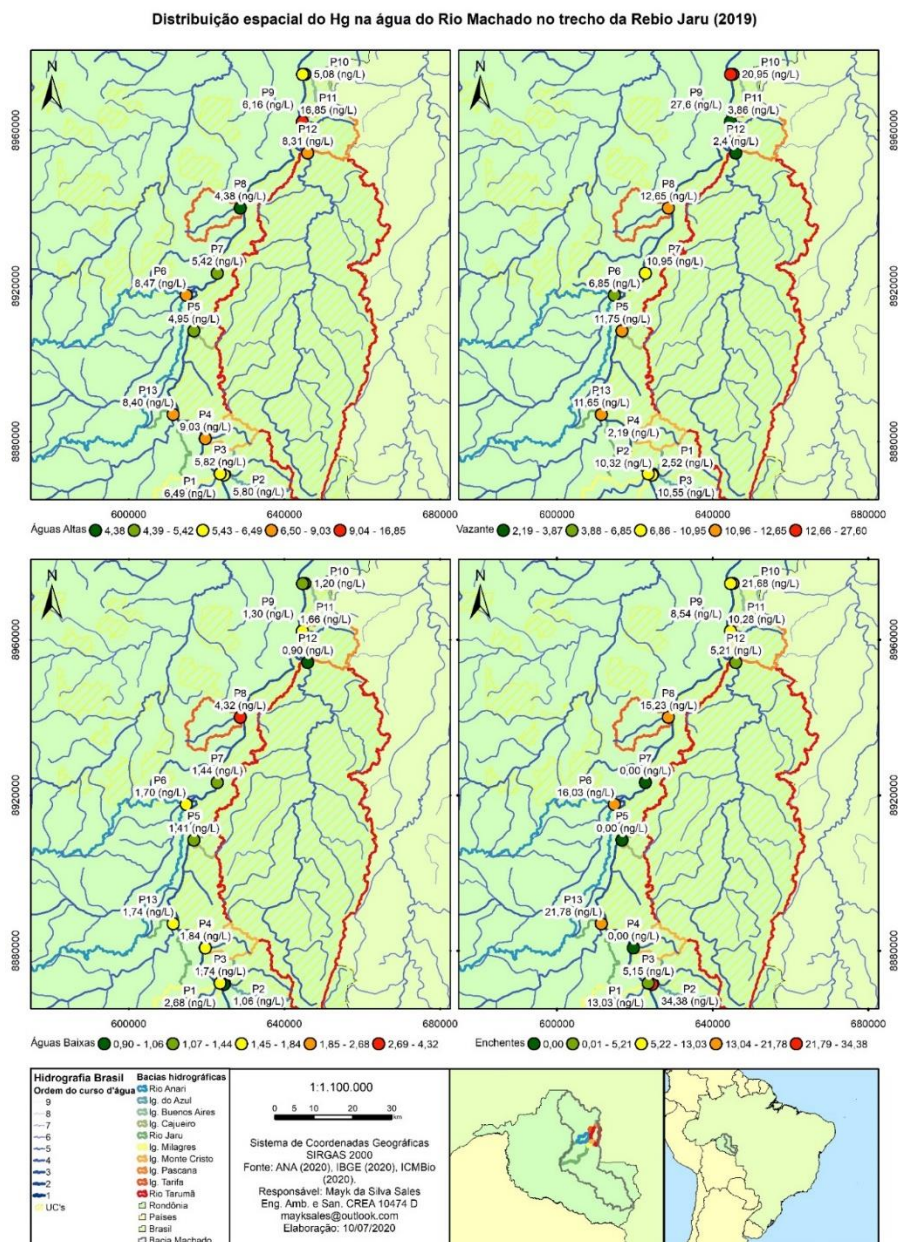 Distribuição espacial do Hg na água do Rio Machado no trecho da Rebio Jaru (2019)
N
P10
5,08 (ng/L)
P9
6,16 (ng/L)
P11
16,85 (ng/L)
P12
8,31 (ng/L)
P8
4,38 (ng/L)
P7
5,42 (ng/L)
P6
8,47 (ng/L)
P5
4,95 (ng/L)
P13
8,40 (ng/L)
P4
9,03 (ng/L)
P3
5,82 (ng/L)
P1
6,49 (ng/L)
P2
5,80 (ng/L)
8960000
8920000
8880000
600000 640000 680000
Águas Altas 4,38 4,39 - 5,42 5,43 - 6,49 6,50 - 9,03 9,04 - 16,85
N
P10
20,95 (ng/L)
P9
27,6 (ng/L)
P11
3,86 (ng/L)
P12
2,4 (ng/L)
P8
12,65 (ng/L)
P7
10,95 (ng/L)
P6
6,85 (ng/L)
P5
11,75 (ng/L)
P13
11,65 (ng/L)
P4
2,19 (ng/L)
P2
10,32 (ng/L)
P1
2,52 (ng/L)
P3
10,55 (ng/L)
600000 640000 680000
Vazante 2,19 - 3,87 3,88 - 6,85 6,86 - 10,95 10,96 - 12,65 12,66 - 27,60
N
P10
1,20 (ng/L)
P9
1,30 (ng/L)
P11
1,66 (ng/L)
P12
0,90 (ng/L)
P8
4,32 (ng/L)
P7
1,44 (ng/L)
P6
1,70 (ng/L)
P5
1,41 (ng/L)
P13
1,74 (ng/L)
P4
1,84 (ng/L)
P3
1,74 (ng/L)
P1
2,68 (ng/L)
P2
1,06 (ng/L)
8960000
8920000
8880000
600000 640000 680000
Águas Baixas 0,90 - 1,06 1,07 - 1,44 1,45 - 1,84 1,85 - 2,68 2,69 - 4,32
N
P10
21,68 (ng/L)
P9
8,54 (ng/L)
P11
10,28 (ng/L)
P12
5,21 (ng/L)
P8
15,23 (ng/L)
P7
0,00 (ng/L)
P6
16,03 (ng/L)
P5
0,00 (ng/L)
P13
21,78 (ng/L)
P4
0,00 (ng/L)
P3
5,15 (ng/L)
P1
13,03 (ng/L)
P2
34,38 (ng/L)
8960000
8920000
8880000
600000 640000 680000
Enchentes 0,00 0,01 - 5,21 5,22 - 13,03 13,04 - 21,78 21,79 - 34,38
Hidrografia Brasil
Ordem do curso d'água
9
8
7
6
5
4
3
2
1
UC's
Bacias hidrográficas
Rio Anari
Ig. do Azul
Ig. Buenos Aires
Ig. Cajueiro
Rio Jaru
Ig. Milagres
Ig. Monte Cristo
Ig. Pascana
Ig. Tarifa
Rio Tarumã
Rondônia
Países
Brasil
Bacia Machado
1:1.100.000
0 5 10 20 30
km
Sistema de Coordenadas Geográficas
SIRGAS 2000
Fonte: ANA (2020), IBGE (2020), ICMBio
(2020).
Responsável: Mayk da Silva Sales
Eng. Amb. e San. CREA 10474 D
mayksales@outlook.com
Elaboração: 10/07/2020